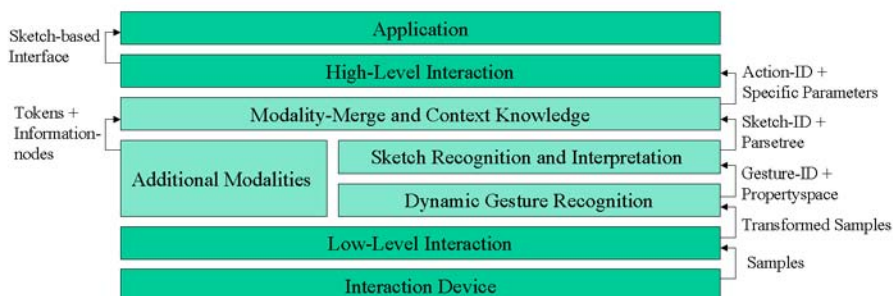 Sketch-based
Interface
Application
High-Level Interaction
Action-ID +
Specific Parameters
Tokens +
Information-
nodes
Modality-Merge and Context Knowledge
Sketch-ID +
Parsetree
Additional Modalities
Sketch Recognition and Interpretation
Gesture-ID +
Propertyspace
Dynamic Gesture Recognition
Transformed Samples
Low-Level Interaction
Samples
Interaction Device